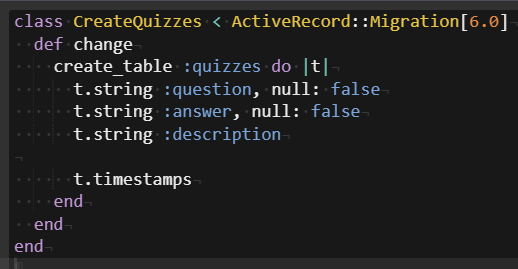 class CreateQuizzes < ActiveRecord::Migration[6.0]
  def change
    create_table :quizzes do |t|
      t.string :question, null: false
      t.string :answer, null: false
      t.string :description

      t.timestamps
    end
  end
end